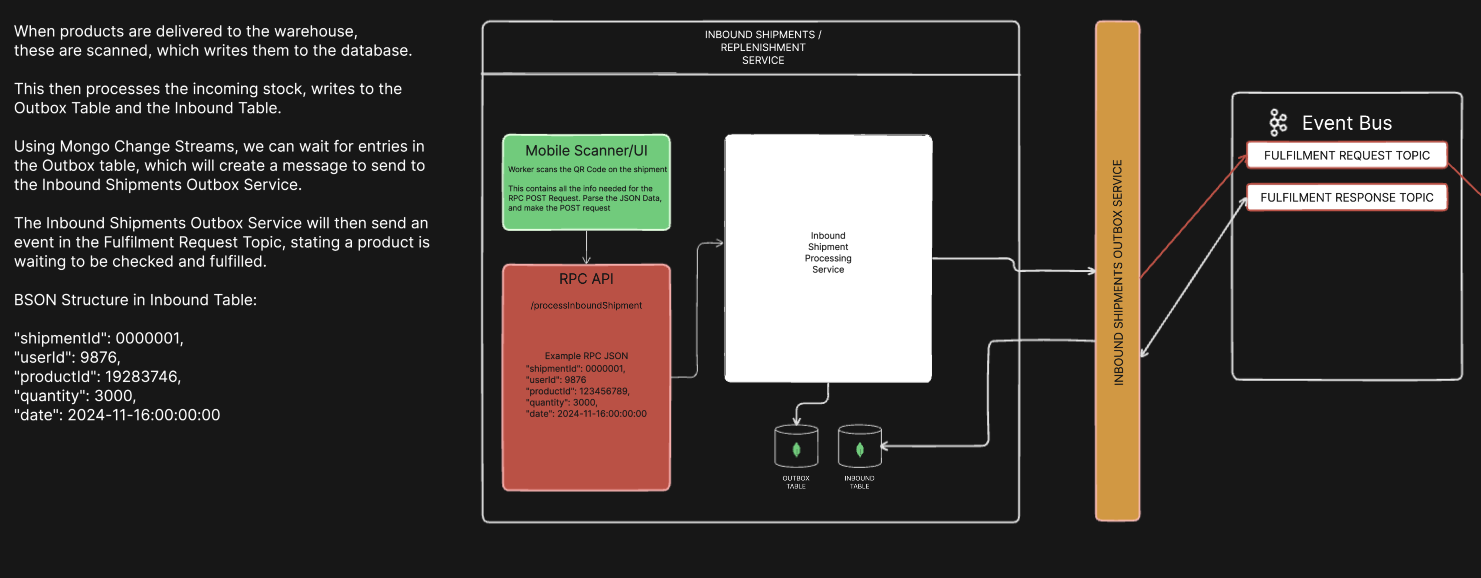 When products are delivered to the warehouse,
these are scanned, which writes them to the database.
This then processes the incoming stock, writes to the
Outbox Table and the Inbound Table.
Using Mongo Change Streams, we can wait for entries in
the Outbox table, which will create a message to send to
the Inbound Shipments Outbox Service.
The Inbound Shipments Outbox Service will then send an
event in the Fulfilment Request Topic, stating a product is
waiting to be checked and fulfilled.
BSON Structure in Inbound Table:
"shipmentId": 0000001,
"userId": 9876,
"productId": 19283746,
"quantity": 3000,
"date": 2024-11-16:00:00:00
INBOUND SHIPMENTS /
REPLENISHMENT
SERVICE
Mobile Scanner/UI
Worker scans the QR Code on the shipment
This contains all the info needed for the
RPC POST Request. Parse the JSON Data,
and make the POST request
RPC API
/processInboundShipment
Example RPC JSON
"shipmentId": 0000001,
"userId": 9876
"productId": 123456789,
"quantity": 3000,
"date": 2024-11-16:00:00:00
Inbound
Shipment
Processing
Service
OUTBOX
TABLE
INBOUND
TABLE
INBOUND SHIPMENTS OUTBOX SERVICE
Event Bus
FULFILMENT REQUEST TOPIC
FULFILMENT RESPONSE TOPIC